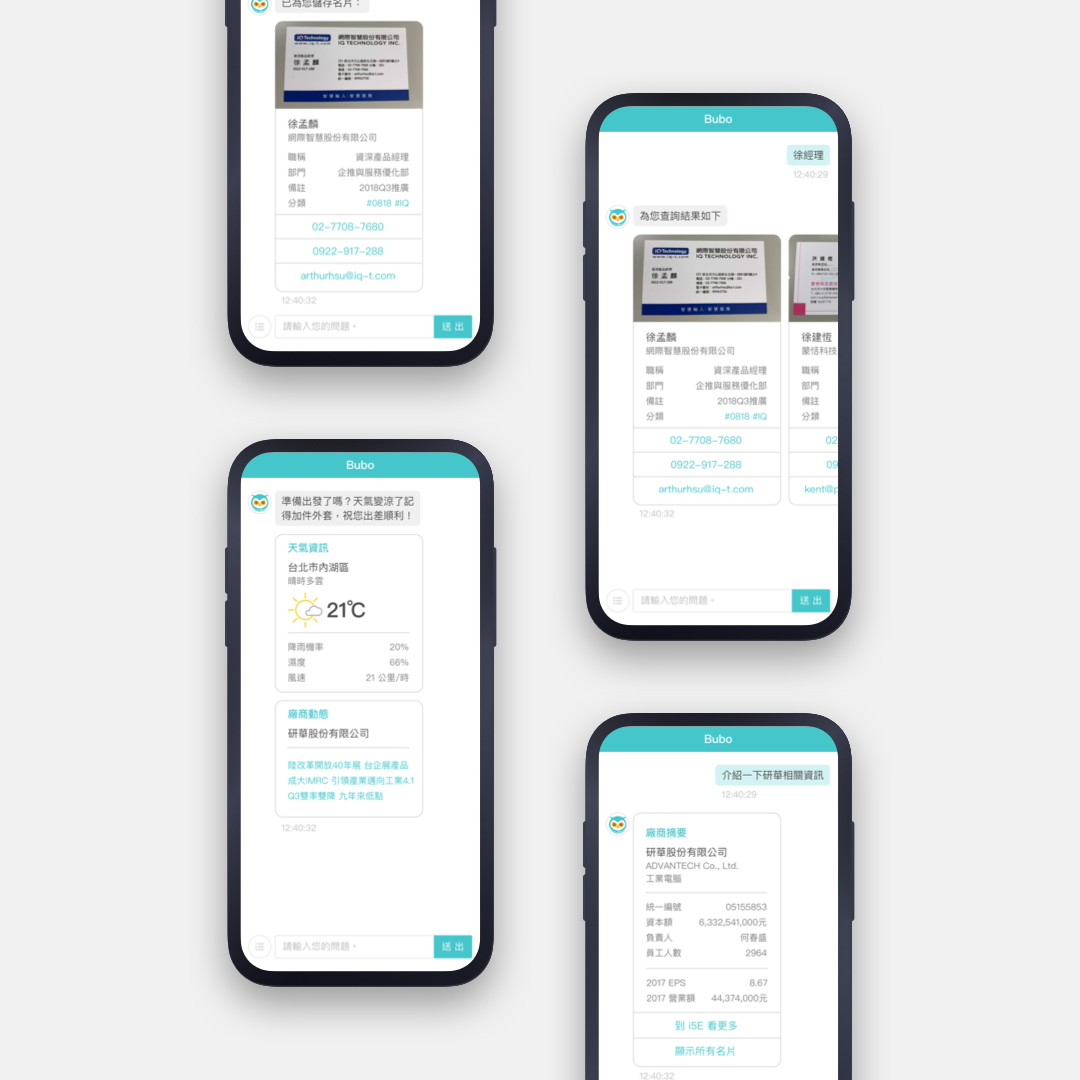 已為您儲存名片：
IQ Technology
www.iq-t.com
網際智慧股份有限公司
IQ TECHNOLOGY INC.
徐孟麟
徐孟麟
網際智慧股份有限公司
職稱 資深產品經理
部門 企推與服務優化部
備註 2018Q3推廣
分類 #0818 #IQ
02-7708-7680
0922-917-288
arthurhsu@iq-t.com
12:40:32
請輸入您的問題。
送出
Bubo
徐經理
12:40:29
為您查詢結果如下
IQ Technology
www.iq-t.com
網際智慧股份有限公司
IQ TECHNOLOGY INC.
徐孟麟
徐孟麟
網際智慧股份有限公司
職稱 資深產品經理
部門 企推與服務優化部
備註 2018Q3推廣
分類 #0818 #IQ
02-7708-7680
0922-917-288
arthurhsu@iq-t.com
徐建恆
蒙恬科技
職稱
部門
備註
分類
02
09
kent@p
12:40:32
請輸入您的問題。
送出
Bubo
準備出發了嗎？天氣變涼了記
得加件外套，祝您出差順利！
天氣資訊
台北市內湖區
晴時多雲
21°C
降雨機率 20%
濕度 66%
風速 21 公里/時
廠商動態
研華股份有限公司
陸改革開放40年展 台企展產品
成大iMRC 引領產業邁向工業4.1
Q3雙率雙降 九年來低點
12:40:32
請輸入您的問題。
送出
Bubo
介紹一下研華相關資訊
12:40:29
廠商摘要
研華股份有限公司
ADVANTECH Co., Ltd.
工業電腦
統一編號 05155853
資本額 6,332,541,000元
負責人 何春盛
員工人數 2964
2017 EPS 8.67
2017 營業額 44,374,000元
到 i5E 看更多
顯示所有名片
12:40:32